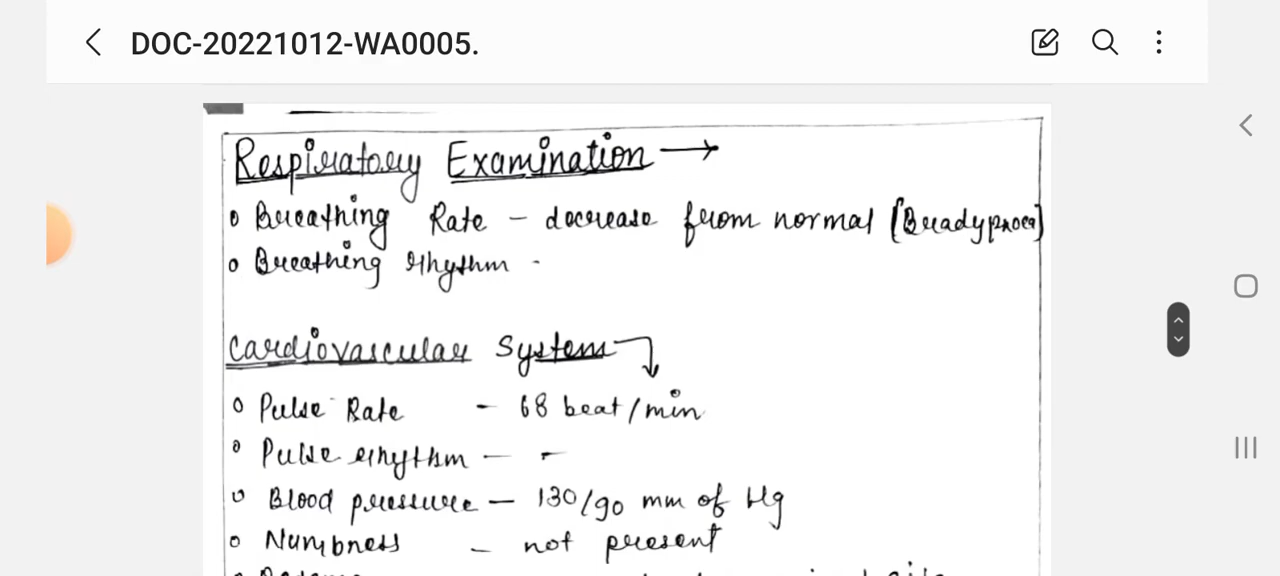 DOC-20221012-WA0005.
Respiratory Examination →
Breathing Rate - decrease from normal (Bradypnoea)
Breathing rhythm -
Cardiovascular System
Pulse Rate - 68 beat/min
Pulse rhythm - -
Blood pressure - 130/90 mm of Hg
Numbness - not present